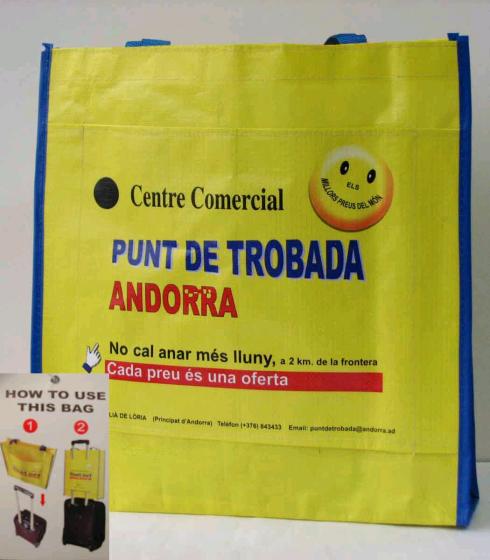 Centre Comercial
ELS
MILLORS PREUS DEL MÓN
PUNT DE TROBADA
ANDORRA
No cal anar més lluny, a 2 km. de la frontera
Cada preu és una oferta
IÀ DE LÒRIA (Principat d'Andorra) Telèfon (+376) 843433 Email: puntdetrobada@andorra.ad
HOW TO USE
THIS BAG
1 2